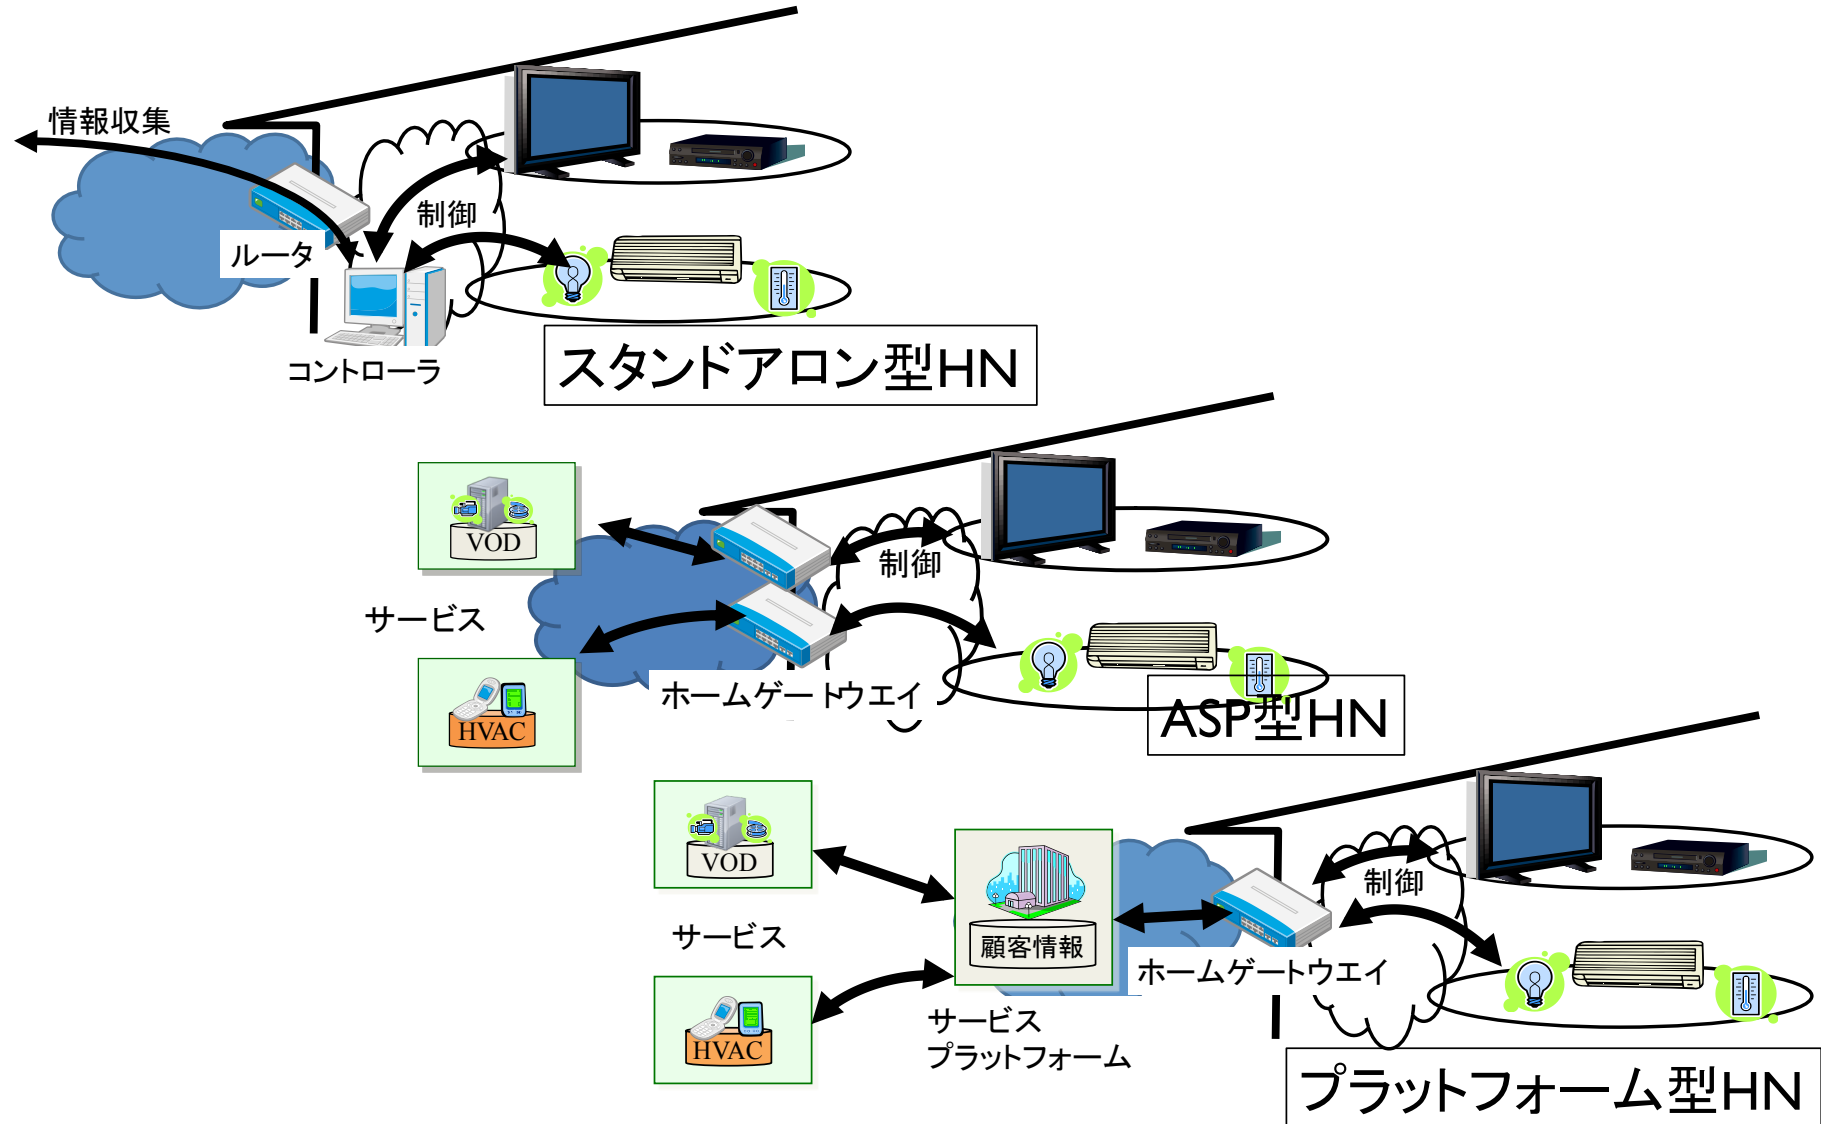 情報収集
制御
ルータ
コントローラ
スタンドアロン型HN
VOD
制御
サービス
ホームゲートウエイ
HVAC
ASP型HN
VOD
制御
顧客情報
サービス
ホームゲートウエイ
サービス
プラットフォーム
HVAC
プラットフォーム型HN